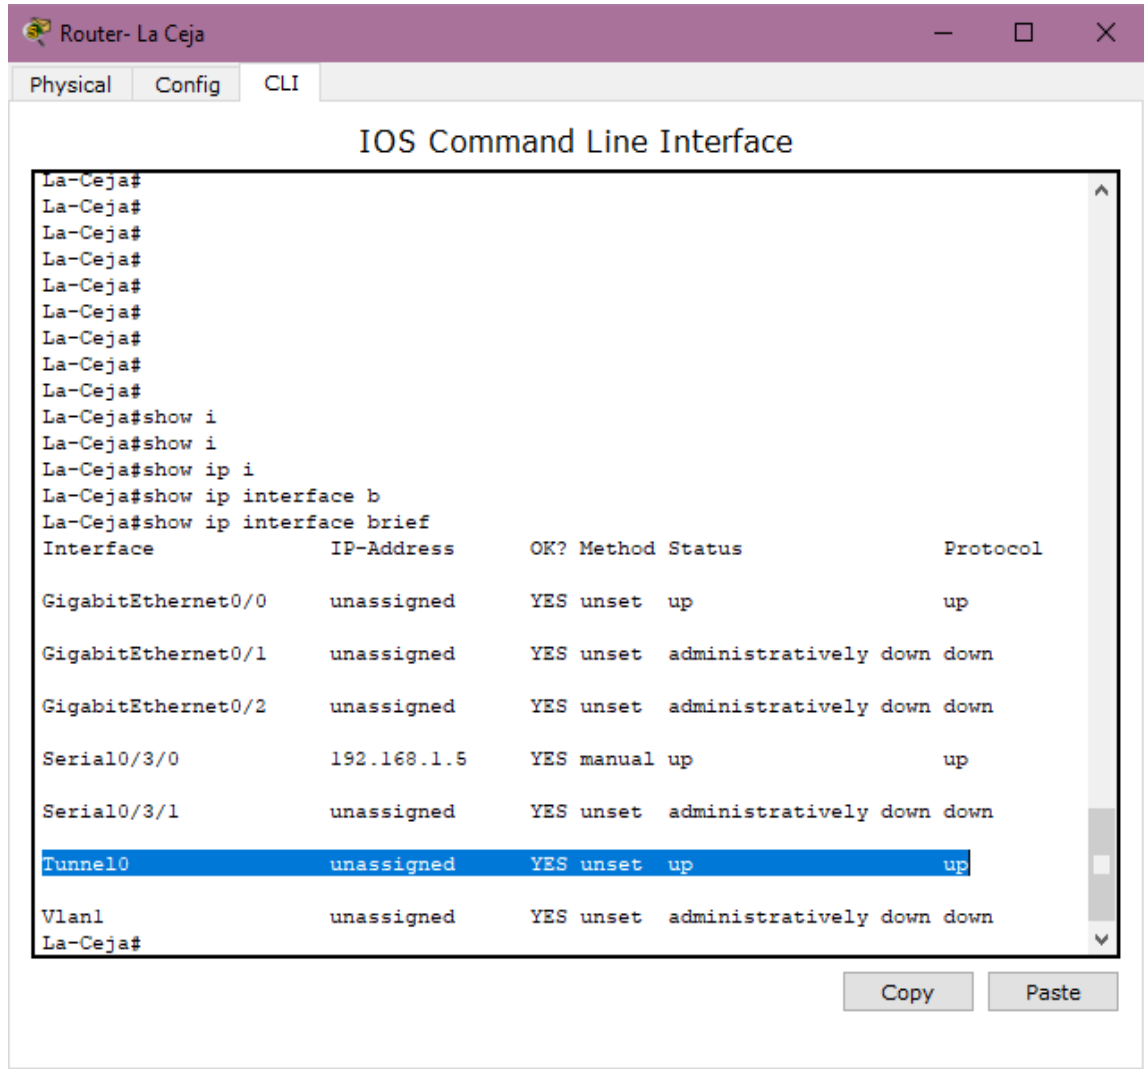 Router- La Ceja
Physical Config CLI
IOS Command Line Interface
La-Ceja#
La-Ceja#
La-Ceja#
La-Ceja#
La-Ceja#
La-Ceja#
La-Ceja#
La-Ceja#
La-Ceja#
La-Ceja#show i
La-Ceja#show i
La-Ceja#show ip i
La-Ceja#show ip interface b
La-Ceja#show ip interface brief
Interface IP-Address OK? Method Status Protocol
GigabitEthernet0/0 unassigned YES unset up up
GigabitEthernet0/1 unassigned YES unset administratively down down
GigabitEthernet0/2 unassigned YES unset administratively down down
Serial0/3/0 192.168.1.5 YES manual up up
Serial0/3/1 unassigned YES unset administratively down down
Tunnel0 unassigned YES unset up up
Vlan1 unassigned YES unset administratively down down
La-Ceja#
Copy Paste